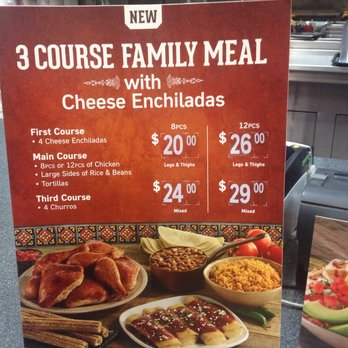 NEW
3 COURSE FAMILY MEAL
with
Cheese Enchiladas
8PCS 12PCS
First Course
• 4 Cheese Enchiladas
$20 00 $26 00
Legs & Thighs Legs & Thighs
Main Course
• 8PCS or 12PCS of Chicken
• Large Sides of Rice & Beans
• Tortillas
$24 00 $29 00
Mixed Mixed
Third Course
• 4 Churros